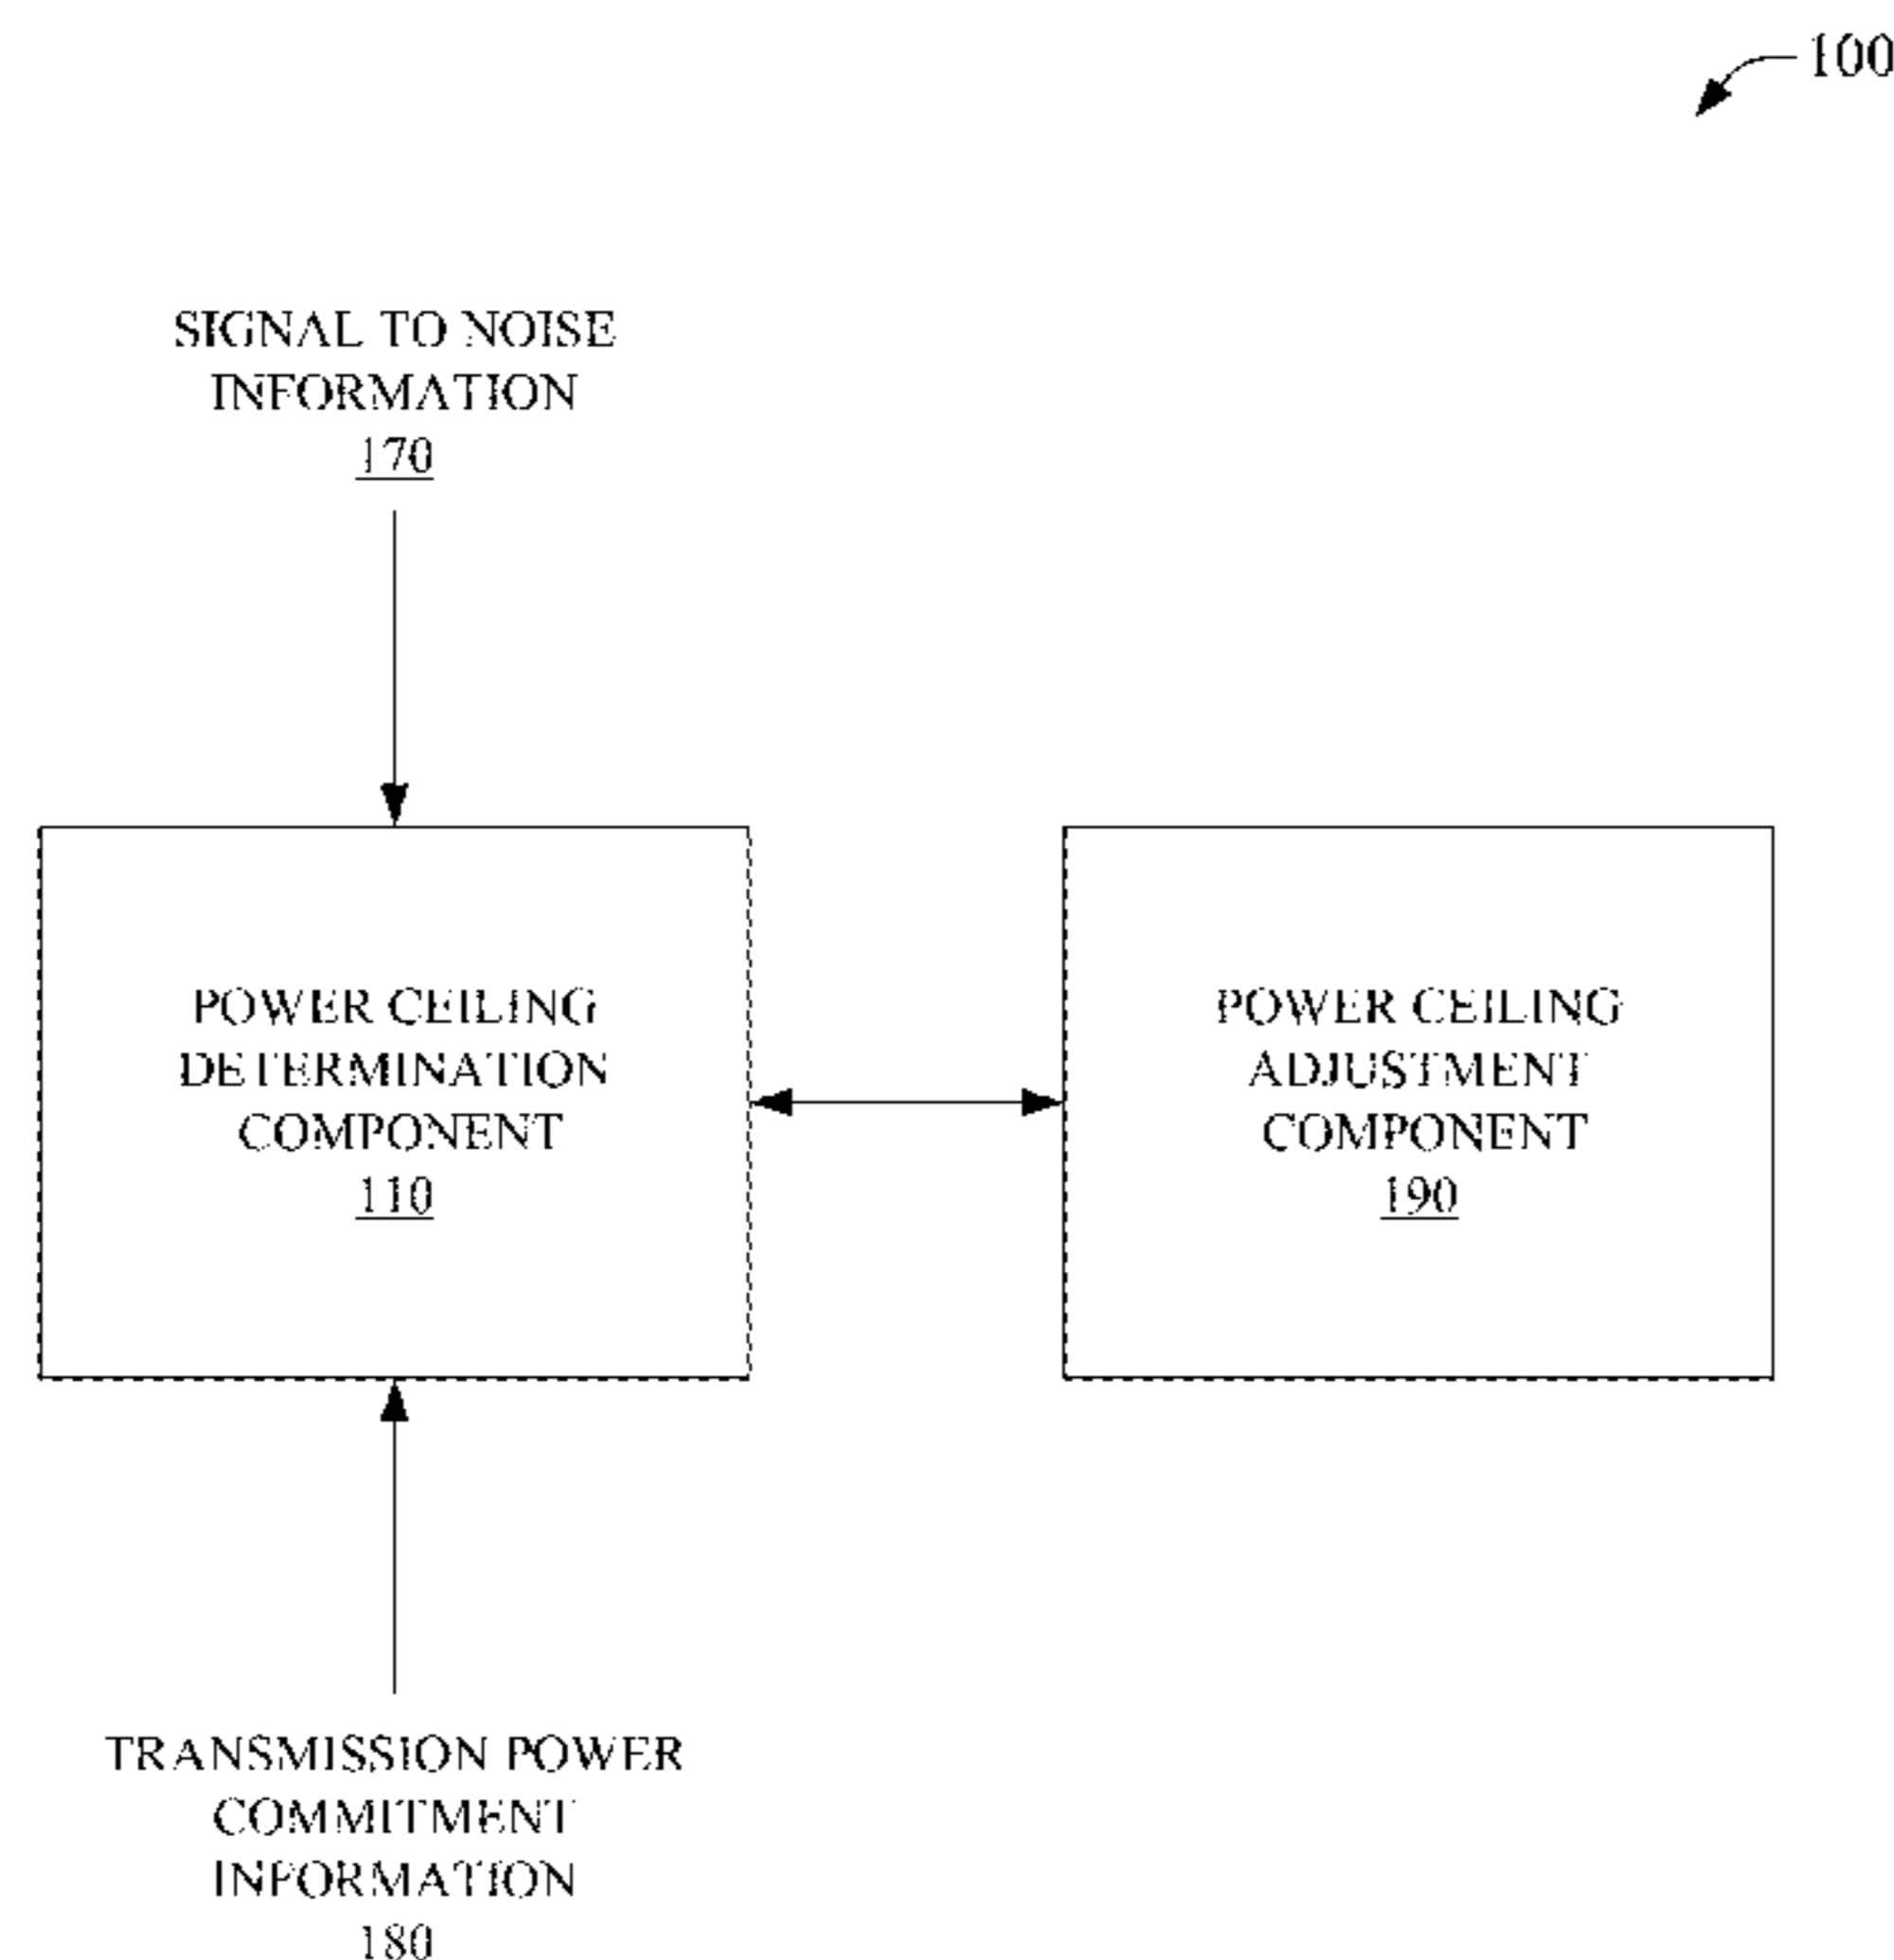 100
SIGNAL TO NOISE
INFORMATION
170
POWER CEILING
DETERMINATION
COMPONENT
110
POWER CEILING
ADJUSTMENT
COMPONENT
190
TRANSMISSION POWER
COMMITMENT
INFORMATION
180